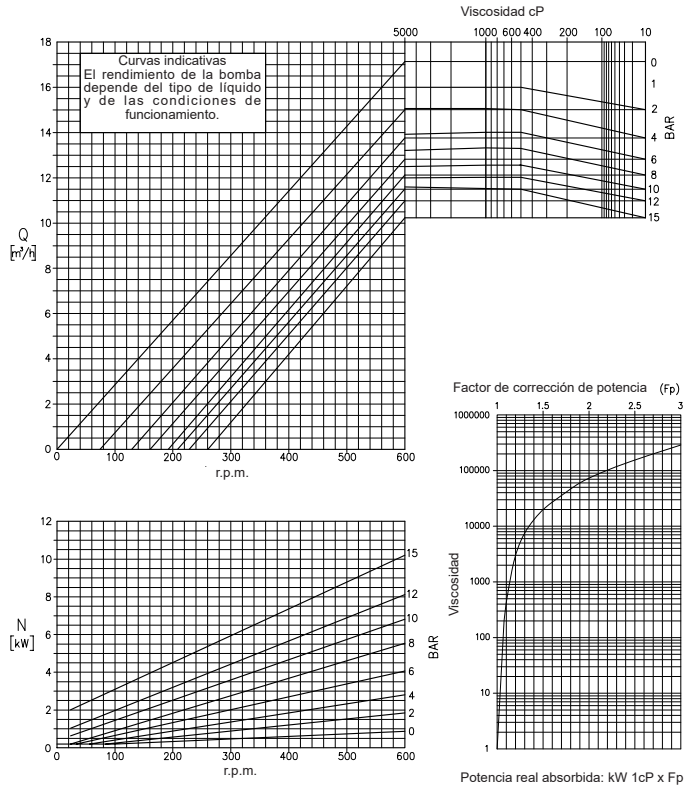 Viscosidad cP
5000 1000 600 400 200 100 10
18
16
14
12
10
8
6
4
2
0
Curvas indicativas
El rendimiento de la bomba
depende del tipo de líquido
y de las condiciones de
funcionamiento.
Q
[m³/h]
0
1
2
4
6
8
10
12
15
BAR
0 100 200 300 400 500 600
r.p.m.
Factor de corrección de potencia (Fp)
1 1.5 2 2.5 3
1000000
100000
10000
1000
100
10
1
Viscosidad
12
10
8
6
4
2
0
N
[kW]
15
12
10
8
6
4
2
0
BAR
0 100 200 300 400 500 600
r.p.m.
Potencia real absorbida: kW 1cP x Fp